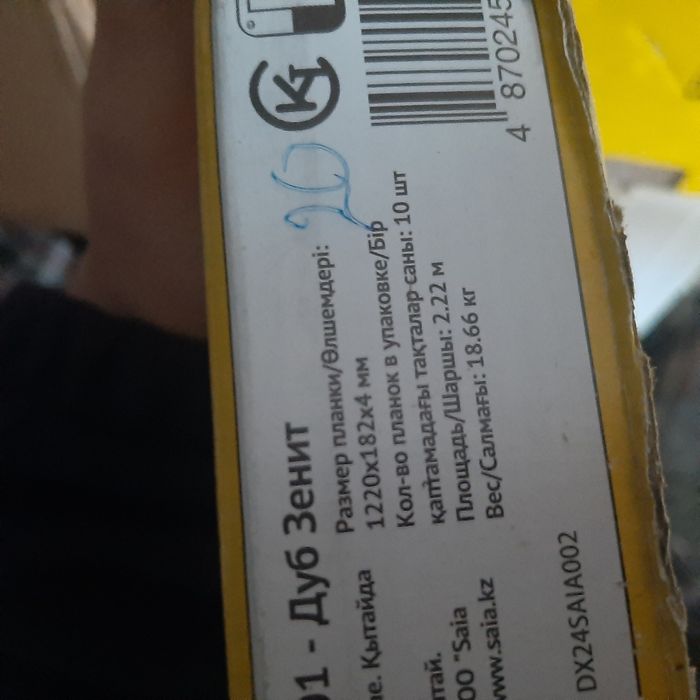 01 - Дуб Зенит
Размер планки/Өлшемдері:
1220x182x4 мм
Кол-во планок в упаковке/Бір
қаптамадағы тақталар саны: 10 шт
Площадь/Шаршы: 2.22 м
Вес/Салмағы: 18.66 кг
20
4 870245
Қытайда
ОО "Saia
www.saia.kz
DX24SAIA002